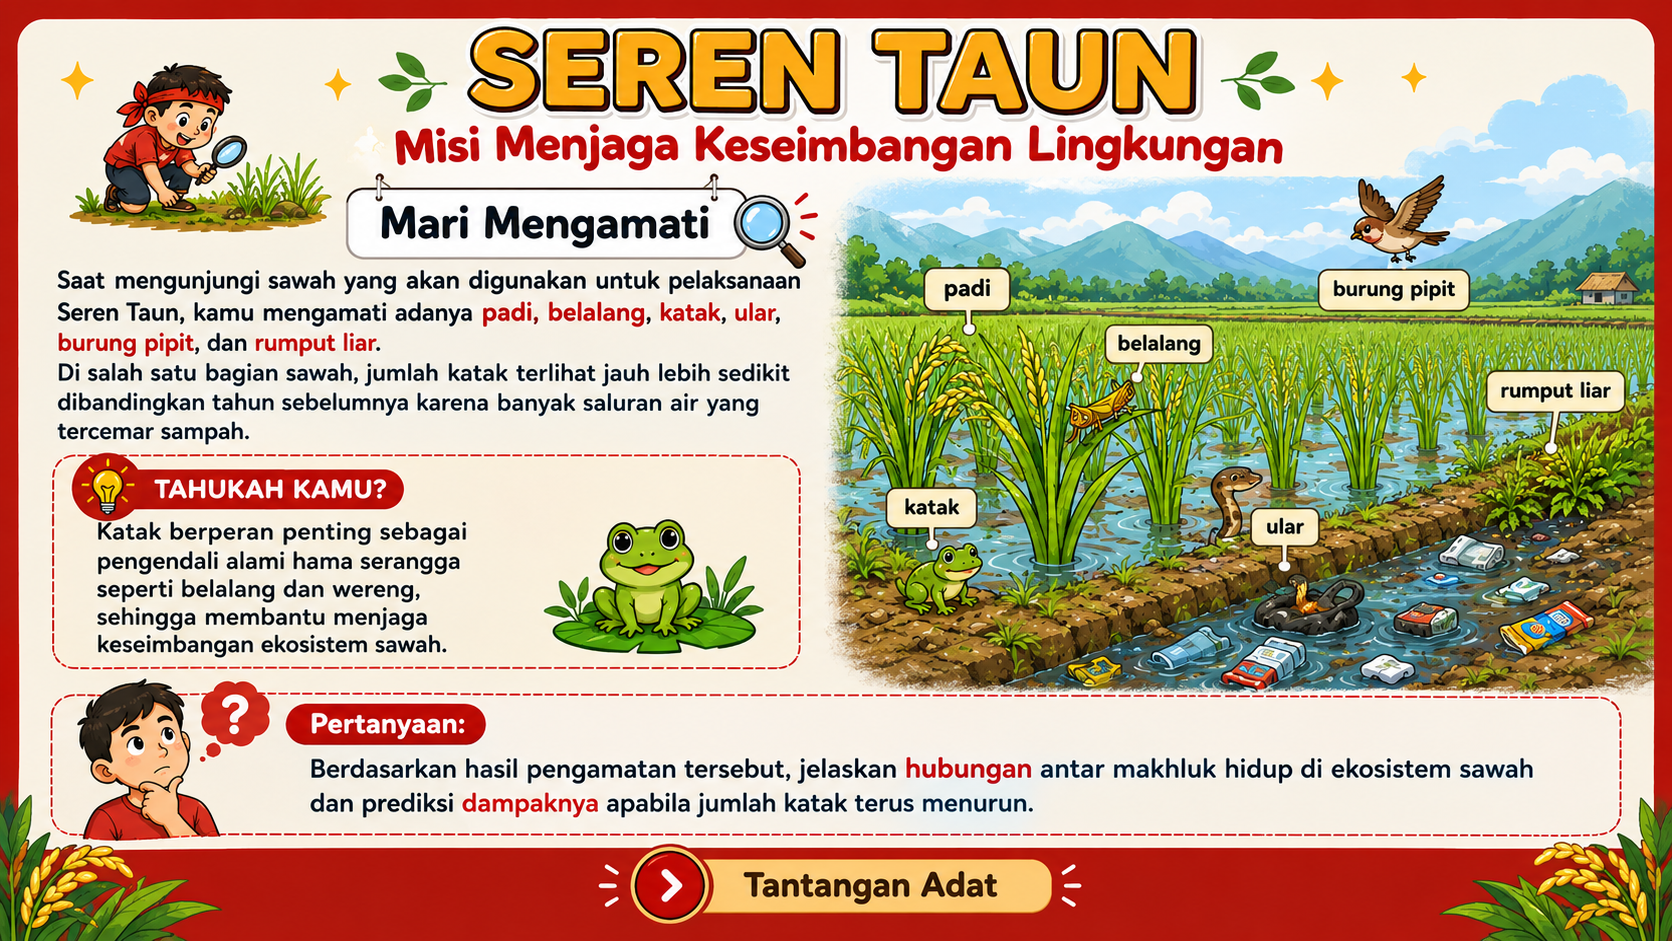 SEREN TAUN
Misi Menjaga Keseimbangan Lingkungan
Mari Mengamati
Saat mengunjungi sawah yang akan digunakan untuk pelaksanaan
Seren Taun, kamu mengamati adanya padi, belalang, katak, ular,
burung pipit, dan rumput liar.
Di salah satu bagian sawah, jumlah katak terlihat jauh lebih sedikit
dibandingkan tahun sebelumnya karena banyak saluran air yang
tercemar sampah.
TAHUKAH KAMU?
Katak berperan penting sebagai
pengendali alami hama serangga
seperti belalang dan wereng,
sehingga membantu menjaga
keseimbangan ekosistem sawah.
padi
burung pipit
belalang
rumput liar
katak
ular
?
Pertanyaan:
Berdasarkan hasil pengamatan tersebut, jelaskan hubungan antar makhluk hidup di ekosistem sawah
dan prediksi dampaknya apabila jumlah katak terus menurun.
Tantangan Adat